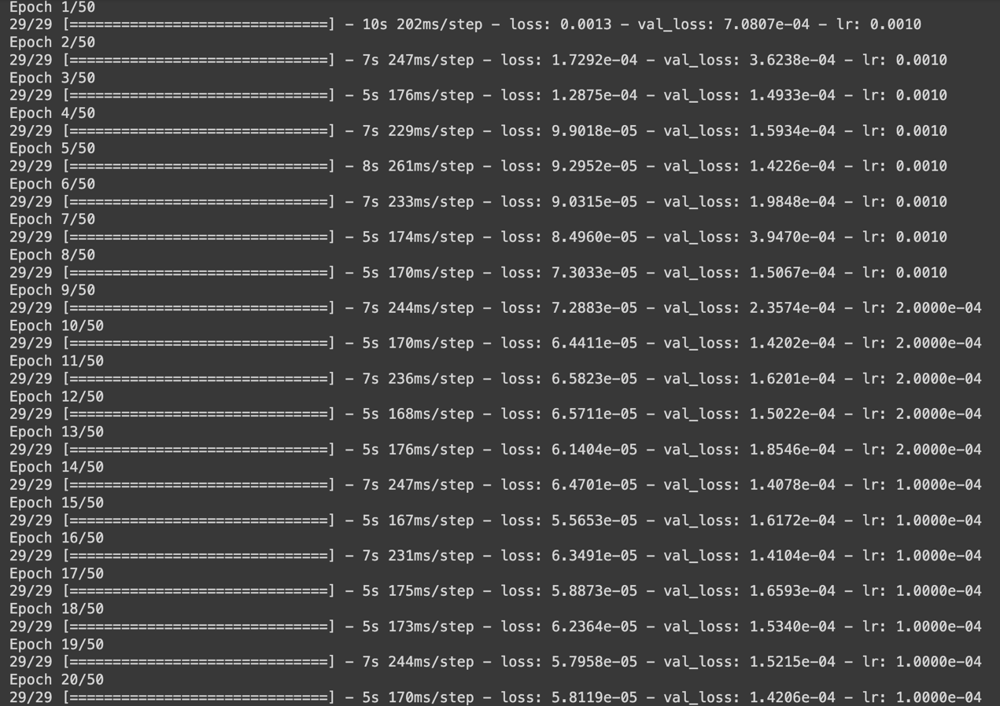 Epoch 1/50
29/29 [==============================] - 10s 202ms/step - loss: 0.0013 - val_loss: 7.0807e-04 - lr: 0.0010
Epoch 2/50
29/29 [==============================] - 7s 247ms/step - loss: 1.7292e-04 - val_loss: 3.6238e-04 - lr: 0.0010
Epoch 3/50
29/29 [==============================] - 5s 176ms/step - loss: 1.2875e-04 - val_loss: 1.4933e-04 - lr: 0.0010
Epoch 4/50
29/29 [==============================] - 7s 229ms/step - loss: 9.9018e-05 - val_loss: 1.5934e-04 - lr: 0.0010
Epoch 5/50
29/29 [==============================] - 8s 261ms/step - loss: 9.2952e-05 - val_loss: 1.4226e-04 - lr: 0.0010
Epoch 6/50
29/29 [==============================] - 7s 233ms/step - loss: 9.0315e-05 - val_loss: 1.9848e-04 - lr: 0.0010
Epoch 7/50
29/29 [==============================] - 5s 174ms/step - loss: 8.4960e-05 - val_loss: 3.9470e-04 - lr: 0.0010
Epoch 8/50
29/29 [==============================] - 5s 170ms/step - loss: 7.3033e-05 - val_loss: 1.5067e-04 - lr: 0.0010
Epoch 9/50
29/29 [==============================] - 7s 244ms/step - loss: 7.2883e-05 - val_loss: 2.3574e-04 - lr: 2.0000e-04
Epoch 10/50
29/29 [==============================] - 5s 170ms/step - loss: 6.4411e-05 - val_loss: 1.4202e-04 - lr: 2.0000e-04
Epoch 11/50
29/29 [==============================] - 7s 236ms/step - loss: 6.5823e-05 - val_loss: 1.6201e-04 - lr: 2.0000e-04
Epoch 12/50
29/29 [==============================] - 5s 168ms/step - loss: 6.5711e-05 - val_loss: 1.5022e-04 - lr: 2.0000e-04
Epoch 13/50
29/29 [==============================] - 5s 176ms/step - loss: 6.1404e-05 - val_loss: 1.8546e-04 - lr: 2.0000e-04
Epoch 14/50
29/29 [==============================] - 7s 247ms/step - loss: 6.4701e-05 - val_loss: 1.4078e-04 - lr: 1.0000e-04
Epoch 15/50
29/29 [==============================] - 5s 167ms/step - loss: 5.5653e-05 - val_loss: 1.6172e-04 - lr: 1.0000e-04
Epoch 16/50
29/29 [==============================] - 7s 231ms/step - loss: 6.3491e-05 - val_loss: 1.4104e-04 - lr: 1.0000e-04
Epoch 17/50
29/29 [==============================] - 5s 175ms/step - loss: 5.8873e-05 - val_loss: 1.6593e-04 - lr: 1.0000e-04
Epoch 18/50
29/29 [==============================] - 5s 173ms/step - loss: 6.2364e-05 - val_loss: 1.5340e-04 - lr: 1.0000e-04
Epoch 19/50
29/29 [==============================] - 7s 244ms/step - loss: 5.7958e-05 - val_loss: 1.5215e-04 - lr: 1.0000e-04
Epoch 20/50
29/29 [==============================] - 5s 170ms/step - loss: 5.8119e-05 - val_loss: 1.4206e-04 - lr: 1.0000e-04